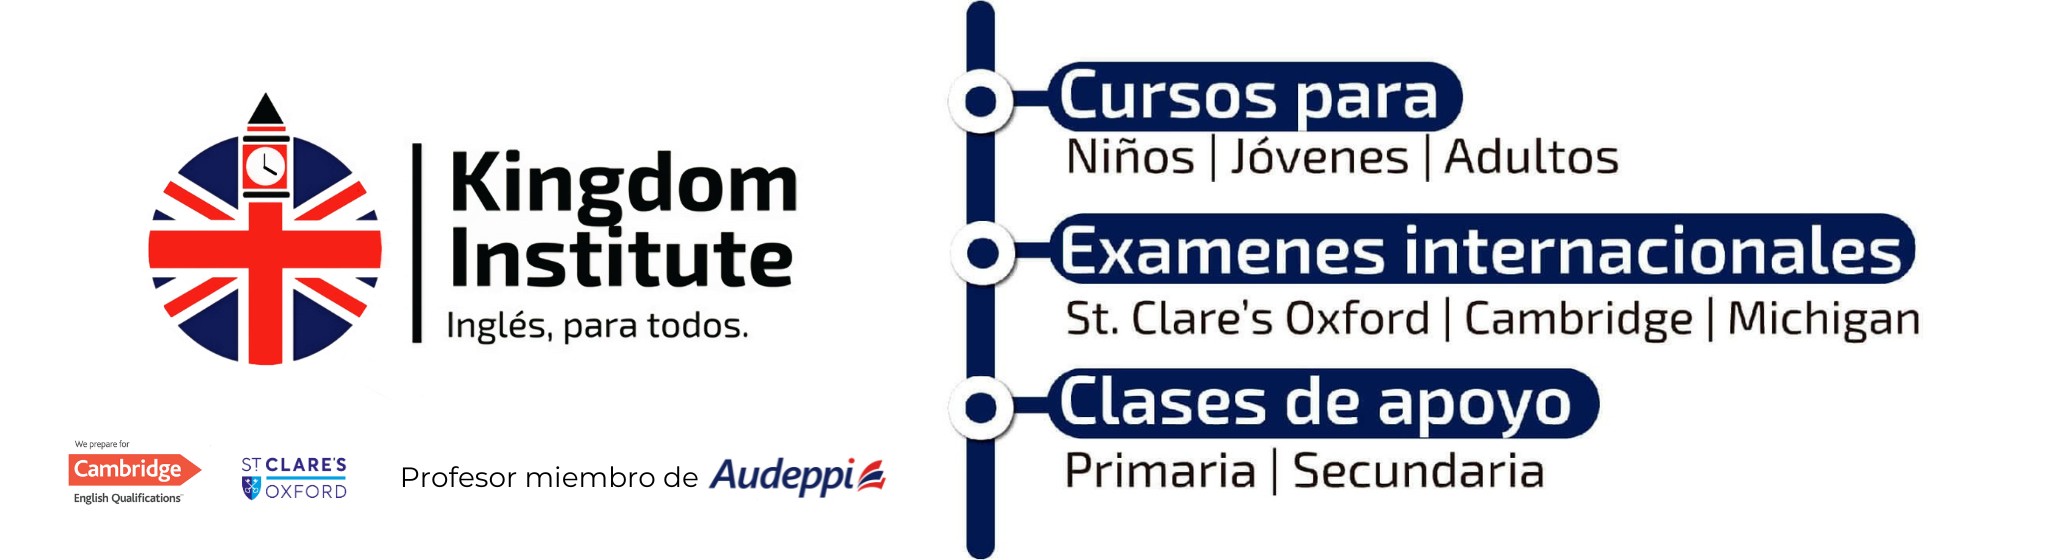 Kingdom
Institute
Inglés, para todos.
We prepare for
Cambridge
English Qualifications™
ST CLARE'S
OXFORD
Profesor miembro de Audeppi
Cursos para
Niños | Jóvenes | Adultos
Examenes internacionales
St. Clare's Oxford | Cambridge | Michigan
Clases de apoyo
Primaria | Secundaria